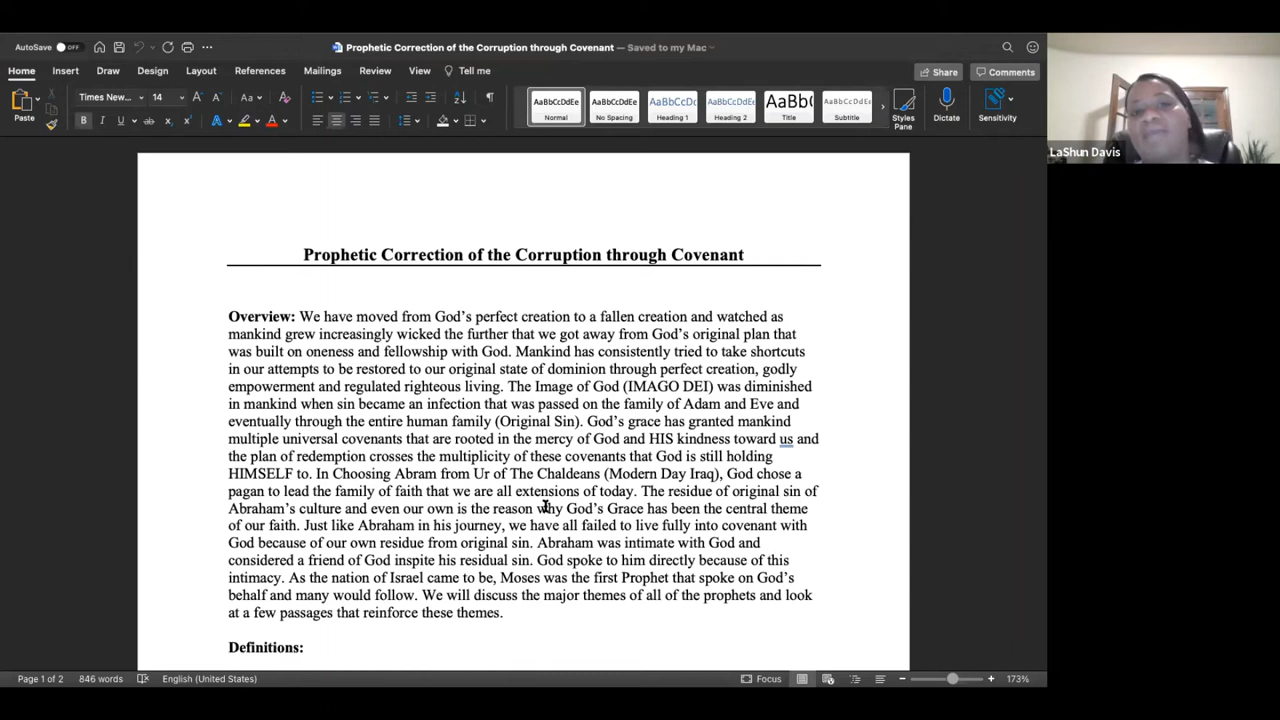 AutoSave OFF
Prophetic Correction of the Corruption through Covenant — Saved to my Mac
Home Insert Draw Design Layout References Mailings Review View Tell me
Share Comments
Paste
Times New... 14
AaBbCcDdEe AaBbCcDdEe AaBbCcDc AaBbCcDdEe AaB​b( AaBbCcDdEe
Normal No Spacing Heading 1 Heading 2 Title Subtitle
Styles Pane
Dictate Sensitivity
LaShun Davis
Prophetic Correction of the Corruption through Covenant
Overview: We have moved from God’s perfect creation to a fallen creation and watched as
mankind grew increasingly wicked the further that we got away from God’s original plan that
was built on oneness and fellowship with God. Mankind has consistently tried to take shortcuts
in our attempts to be restored to our original state of dominion through perfect creation, godly
empowerment and regulated righteous living. The Image of God (IMAGO DEI) was diminished
in mankind when sin became an infection that was passed on the family of Adam and Eve and
eventually through the entire human family (Original Sin). God’s grace has granted mankind
multiple universal covenants that are rooted in the mercy of God and HIS kindness toward us and
the plan of redemption crosses the multiplicity of these covenants that God is still holding
HIMSELF to. In Choosing Abram from Ur of The Chaldeans (Modern Day Iraq), God chose a
pagan to lead the family of faith that we are all extensions of today. The residue of original sin of
Abraham’s culture and even our own is the reason why God’s Grace has been the central theme
of our faith. Just like Abraham in his journey, we have all failed to live fully into covenant with
God because of our own residue from original sin. Abraham was intimate with God and
considered a friend of God inspite his residual sin. God spoke to him directly because of this
intimacy. As the nation of Israel came to be, Moses was the first Prophet that spoke on God’s
behalf and many would follow. We will discuss the major themes of all of the prophets and look
at a few passages that reinforce these themes.
Definitions:
Page 1 of 2 846 words English (United States) Focus 173%